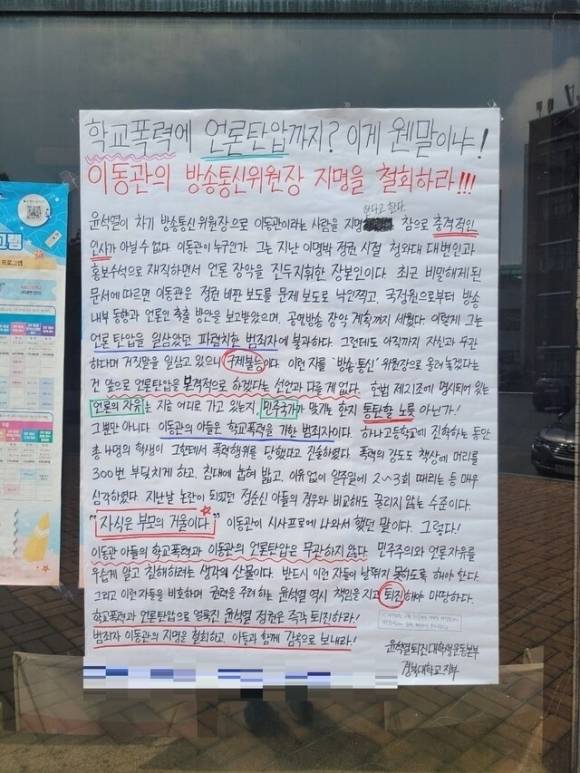 학교폭력에 언론탄압까지? 이게 웬말이냐!
이동관의 방송통신위원장 지명을 철회하라!!!
한다고 한다.
윤석열이 차기 방송통신위원장으로 이동관이라는 사람을 지명 참으로 충격적인
인사가 아닐 수 없다. 이동관이 누구인가. 그는 지난 이명박 정권 시절 청와대 대변인과
홍보수석으로 재직하면서 언론 장악을 진두지휘한 장본인이다. 최근 비밀해제된
문서에 따르면 이동관은 정권 비판 보도를 문제 보도로 낙인찍고, 국정원으로부터 방송
내부 동향과 언론인 축출 방안을 보고받았으며, 공영방송 장악 계획까지 세웠다. 이렇게 그는
언론 탄압을 일삼았던 파렴치한 범죄자에 불과하다. 그런데도 아직까지 자신과 무관
하다며 거짓말을 일삼고 있으니 구제불능이다. 이런 자를 '방송통신' 위원장으로 올려놓겠다는
건 앞으로 언론탄압을 본격적으로 하겠다는 선언과 다를 게 없다. 헌법 제21조에 명시되어 있는
언론의 자유는 지금 어디로 가고 있는지, 민주국가가 맞기는 한지 통탄할 노릇 아닌가!
그뿐만 아니다. 이동관의 아들은 학교폭력을 가한 범죄자이다. 하나고등학교에 진학하는 동안
총 4명의 학생이 그한테서 폭력행위를 당했다고 진술하였다. 폭력의 강도도 책상에 머리를
300번 부딪치게 하고, 침대에 눕혀 밟고, 이유 없이 일주일에 2~3회 때리는 등 매우
심각하였다. 지난날 논란이 되었던 정순신 아들의 경우와 비교해도 꿀리지 않는 수준이다.
"자식은 부모의 거울이다" 이동관이 시사프로에 나와서 했던 말이다. 그렇다!
이동관 아들의 학교폭력과 이동관의 언론탄압은 무관하지 않다. 민주주의와 언론자유를
우습게 알고 침해하려는 생각의 산물이다. 반드시 이런 자들이 날뛰지 못하도록 해야 한다.
그리고 이런 자들을 비호하며 권력을 주려 하는 윤석열 역시 책임을 지고 퇴진해야 마땅하다.
학교폭력과 언론탄압으로 얼룩진 윤석열 정권은 즉각 퇴진하라!
범죄자 이동관의 지명을 철회하고, 아들과 함께 감옥으로 보내라!
윤석열퇴진대학생운동본부
경북대학교 지부
프로그램